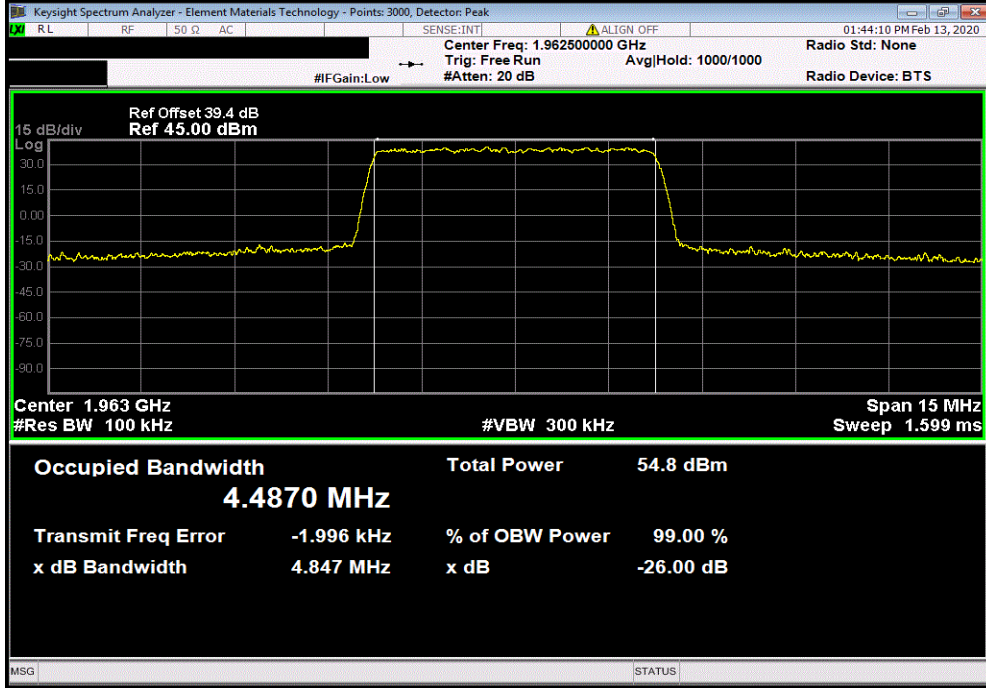 Keysight Spectrum Analyzer - Element Materials Technology - Points: 3000, Detector: Peak
LXI RL RF 50 Ω AC SENSE:INT ALIGN OFF 01:44:10 PM Feb 13, 2020
Center Freq: 1.962500000 GHz Radio Std: None
Trig: Free Run Avg|Hold: 1000/1000
#IFGain:Low #Atten: 20 dB Radio Device: BTS
Ref Offset 39.4 dB
15 dB/div Ref 45.00 dBm
Log
30.0
15.0
0.00
-15.0
-30.0
-45.0
-60.0
-75.0
-90.0
Center 1.963 GHz Span 15 MHz
#Res BW 100 kHz #VBW 300 kHz Sweep 1.599 ms
Occupied Bandwidth Total Power 54.8 dBm
4.4870 MHz
Transmit Freq Error -1.996 kHz % of OBW Power 99.00 %
x dB Bandwidth 4.847 MHz x dB -26.00 dB
MSG STATUS